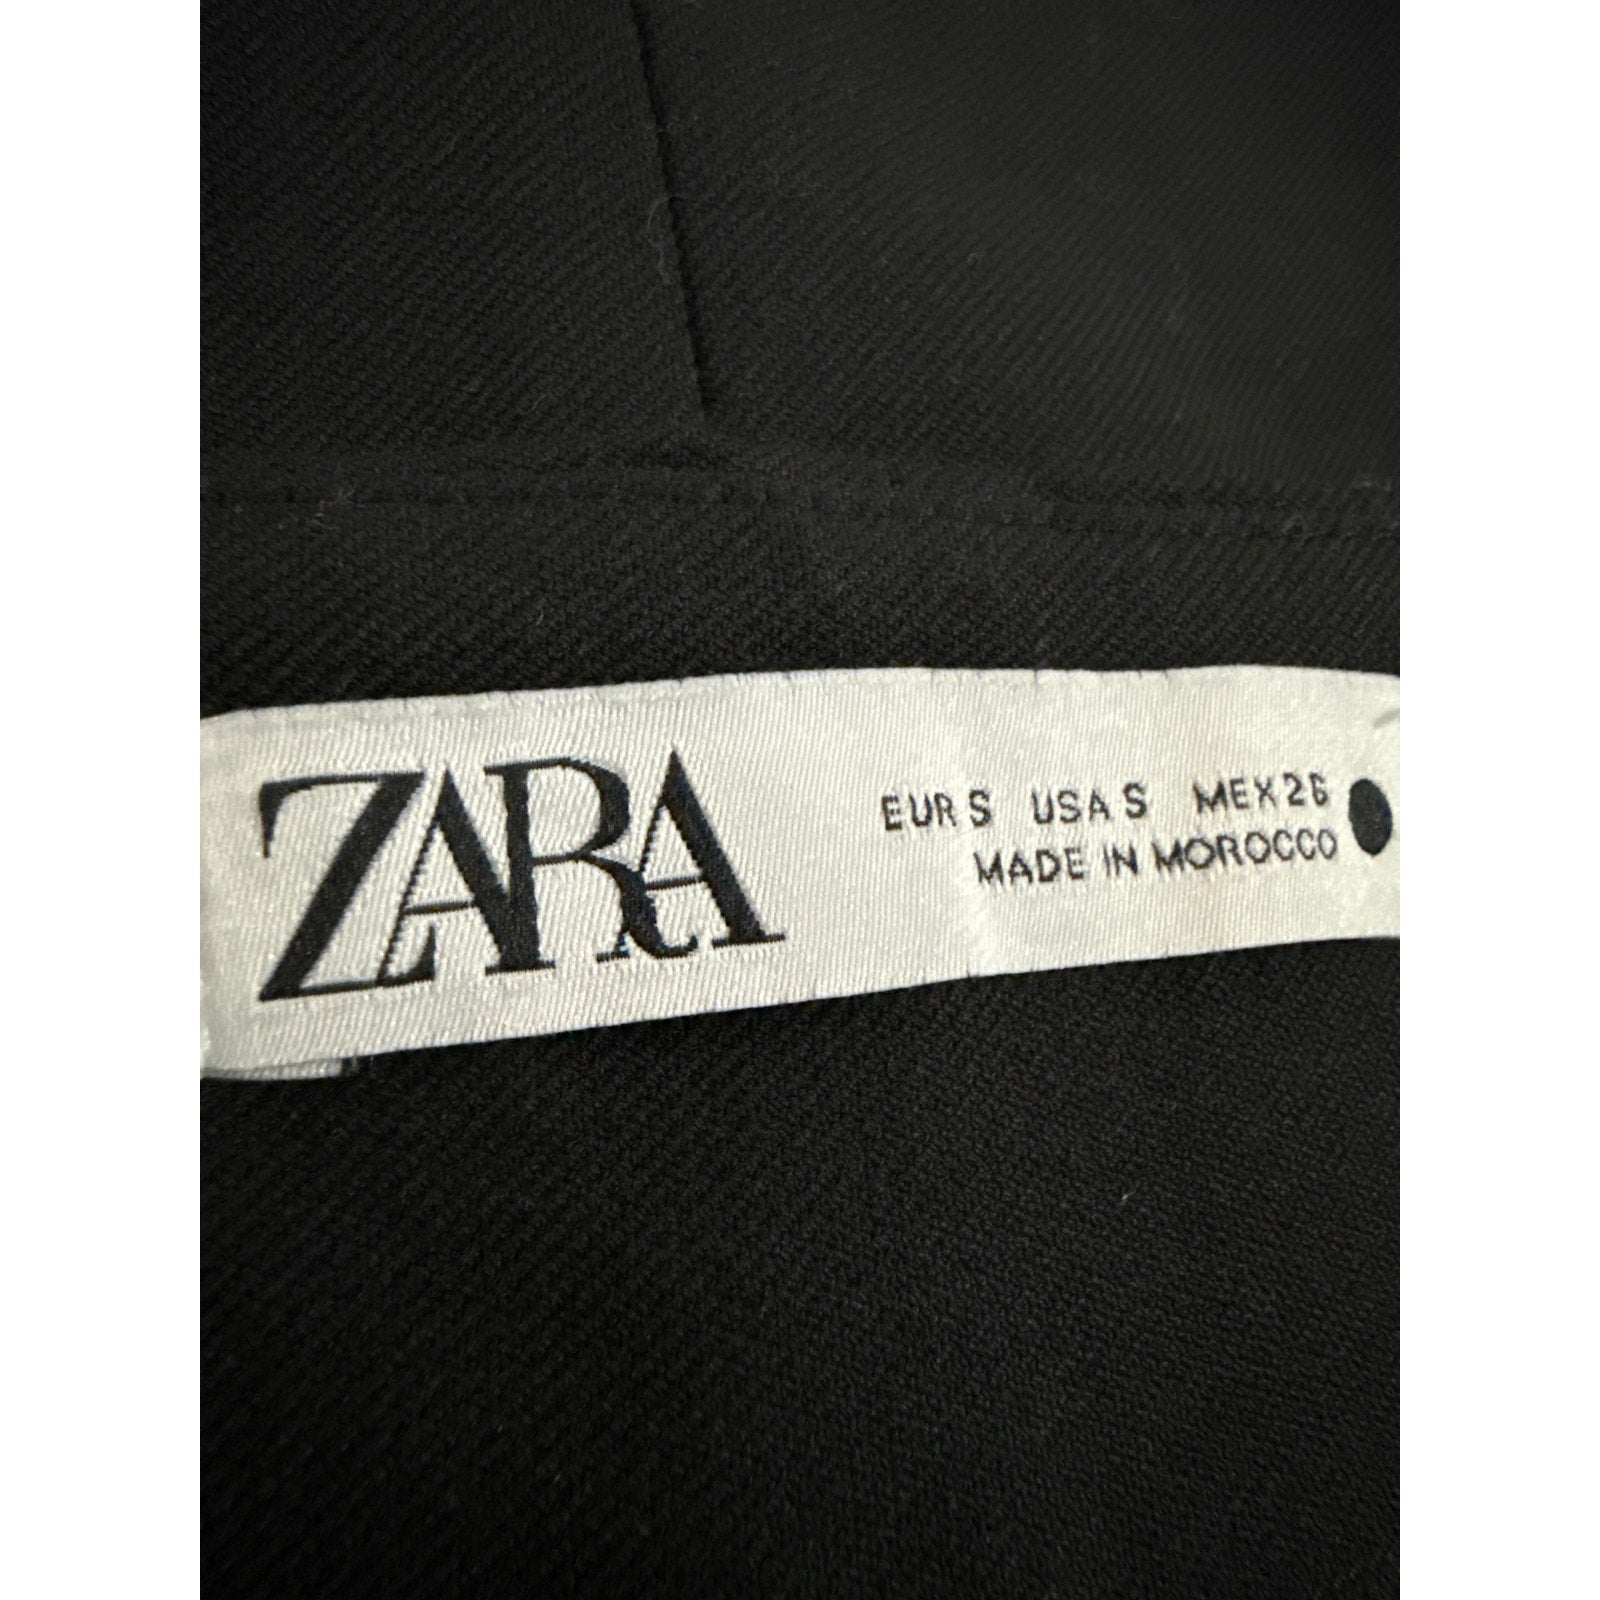 ZARA
EUR S USA S MEX 26
MADE IN MOROCCO